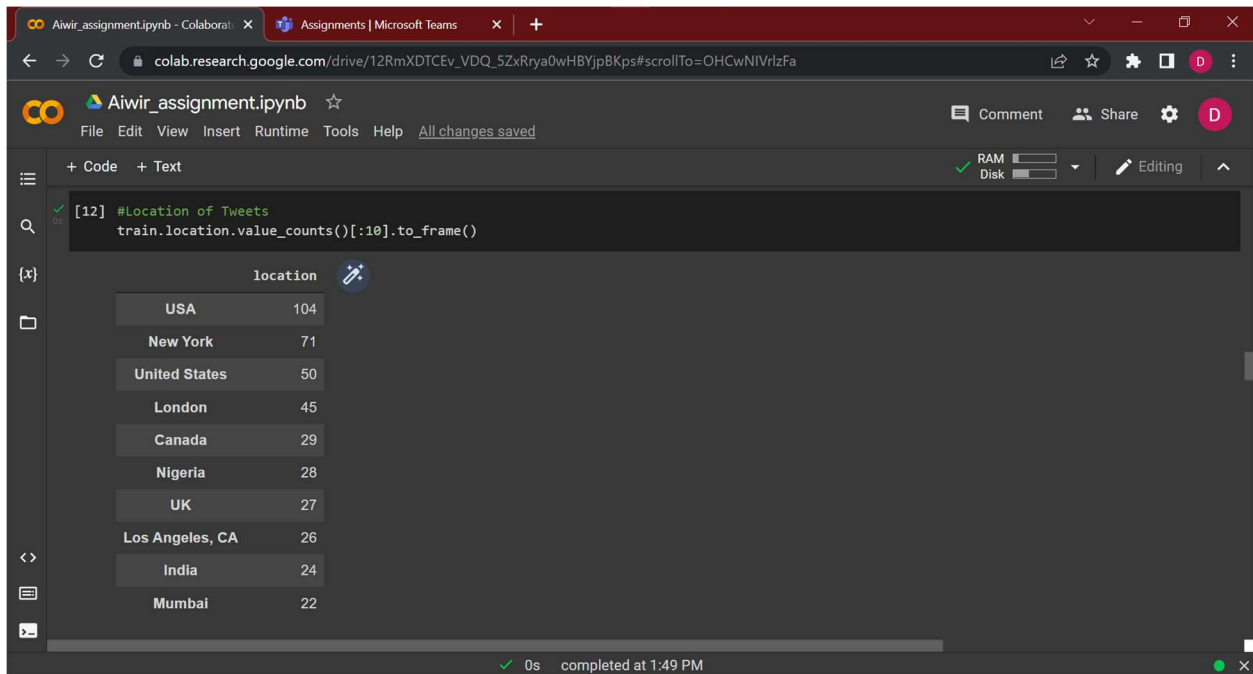 Aiwir_assignment.ipynb - Colaborato
Assignments | Microsoft Teams
colab.research.google.com/drive/12RmXDTCEv_VDQ_5ZxRrya0wHBYjpBKps#scrollTo=OHCwNIVrlzFa
D
Aiwir_assignment.ipynb
Comment Share D
File Edit View Insert Runtime Tools Help All changes saved
+ Code + Text
RAM
Disk
Editing
[12] #Location of Tweets
0s train.location.value_counts()[:10].to_frame()
{x}
location
USA 104
New York 71
United States 50
London 45
Canada 29
Nigeria 28
UK 27
Los Angeles, CA 26
India 24
Mumbai 22
0s completed at 1:49 PM